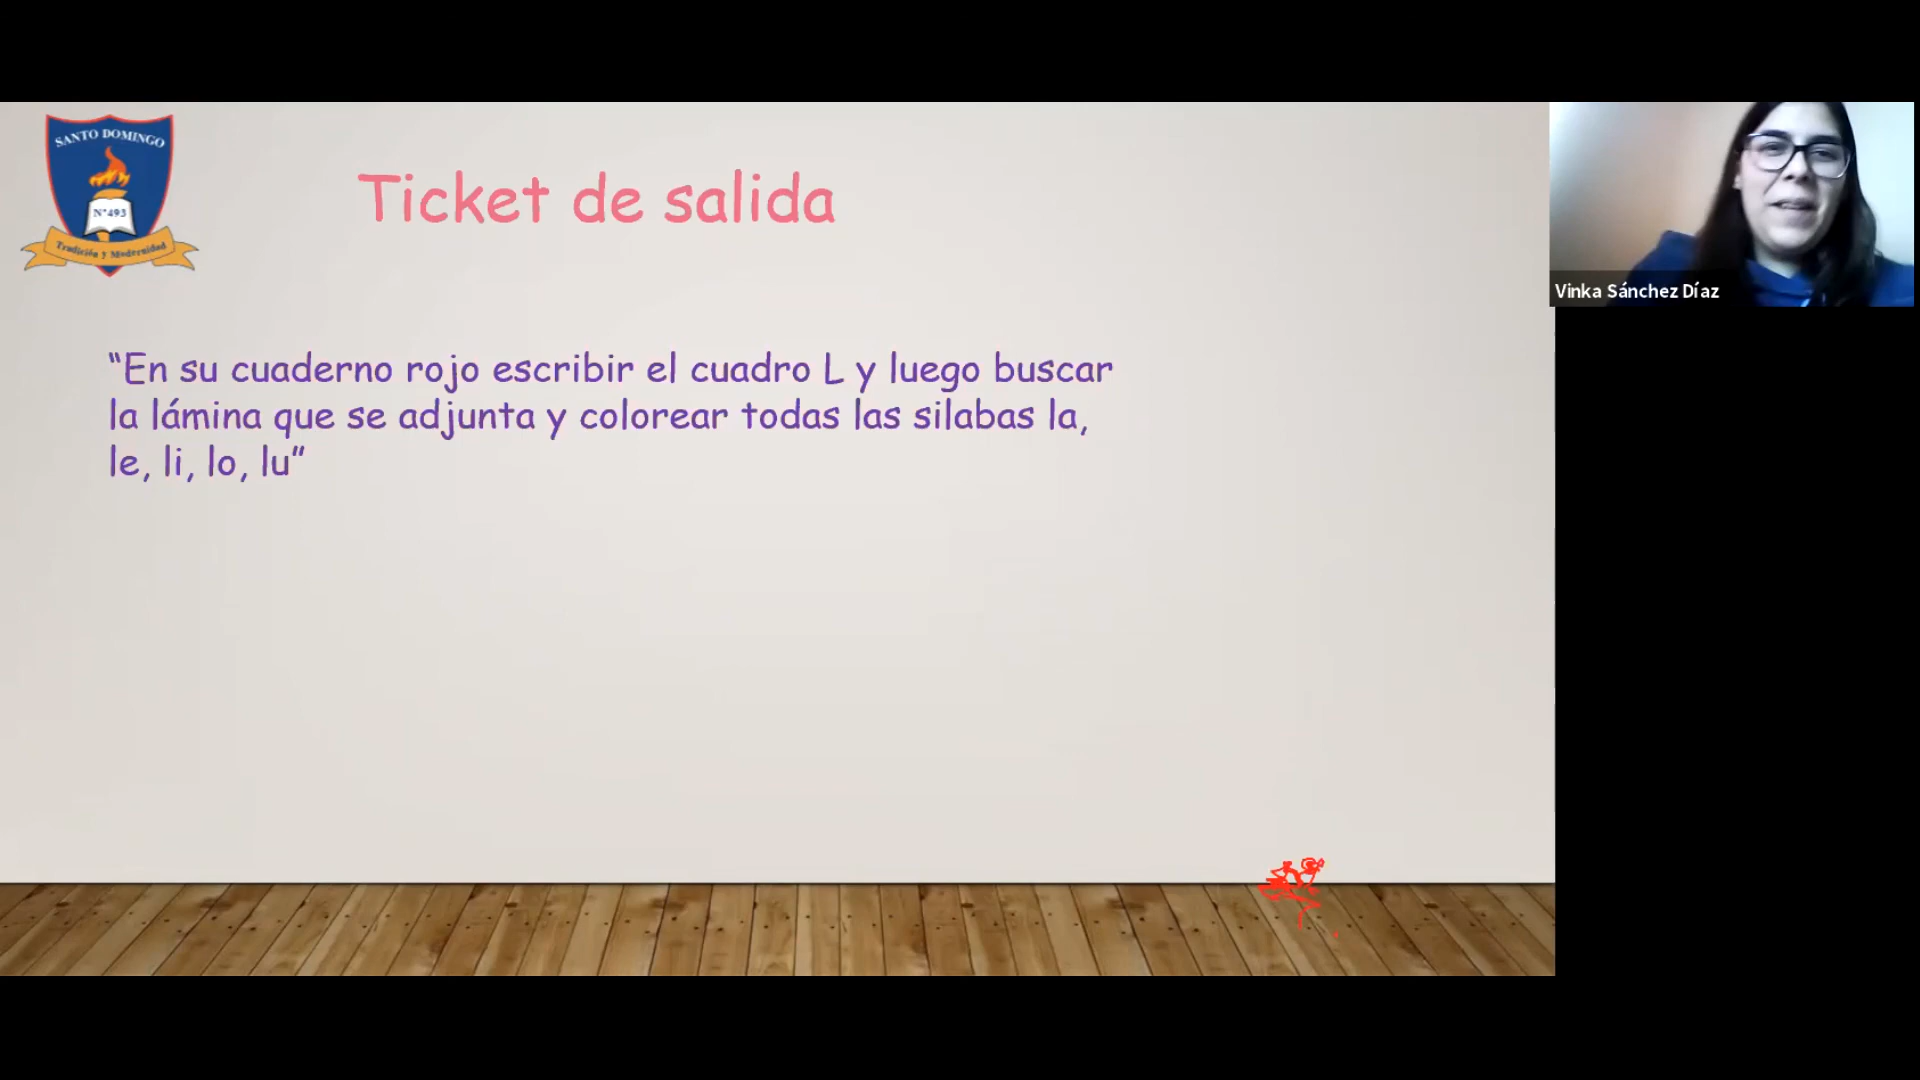 SANTO DOMINGO
N°493
Tradición y Modernidad
Ticket de salida
Vinka Sánchez Díaz
“En su cuaderno rojo escribir el cuadro L y luego buscar
la lámina que se adjunta y colorear todas las silabas la,
le, li, lo, lu”